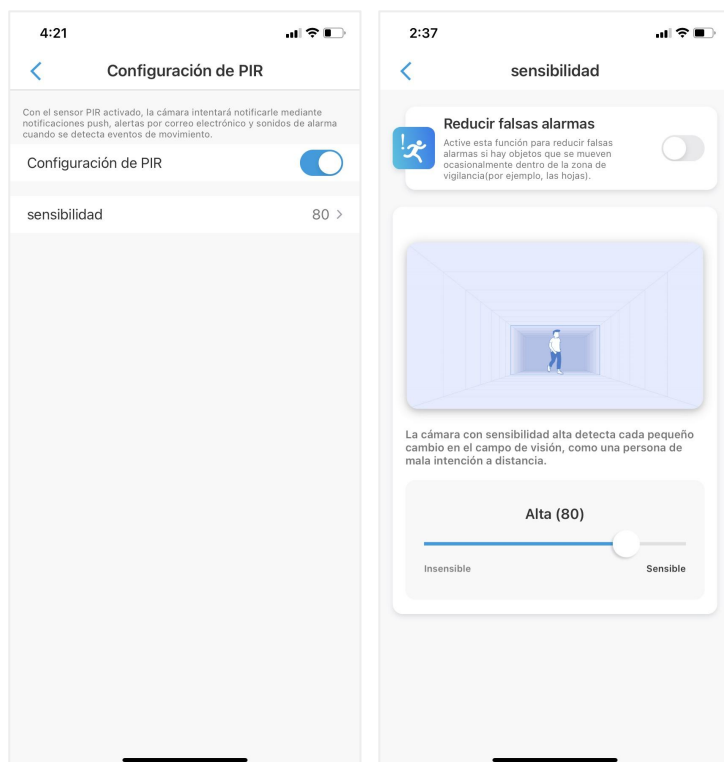 4:21
Configuración de PIR
Con el sensor PIR activado, la cámara intentará notificarle mediante
notificaciones push, alertas por correo electrónico y sonidos de alarma
cuando se detecta eventos de movimiento.
Configuración de PIR
sensibilidad 80 >
2:37
sensibilidad
Reducir falsas alarmas
Active esta función para reducir falsas
alarmas si hay objetos que se mueven
ocasionalmente dentro de la zona de
vigilancia(por ejemplo, las hojas).
La cámara con sensibilidad alta detecta cada pequeño
cambio en el campo de visión, como una persona de
mala intención a distancia.
Alta (80)
Insensible Sensible